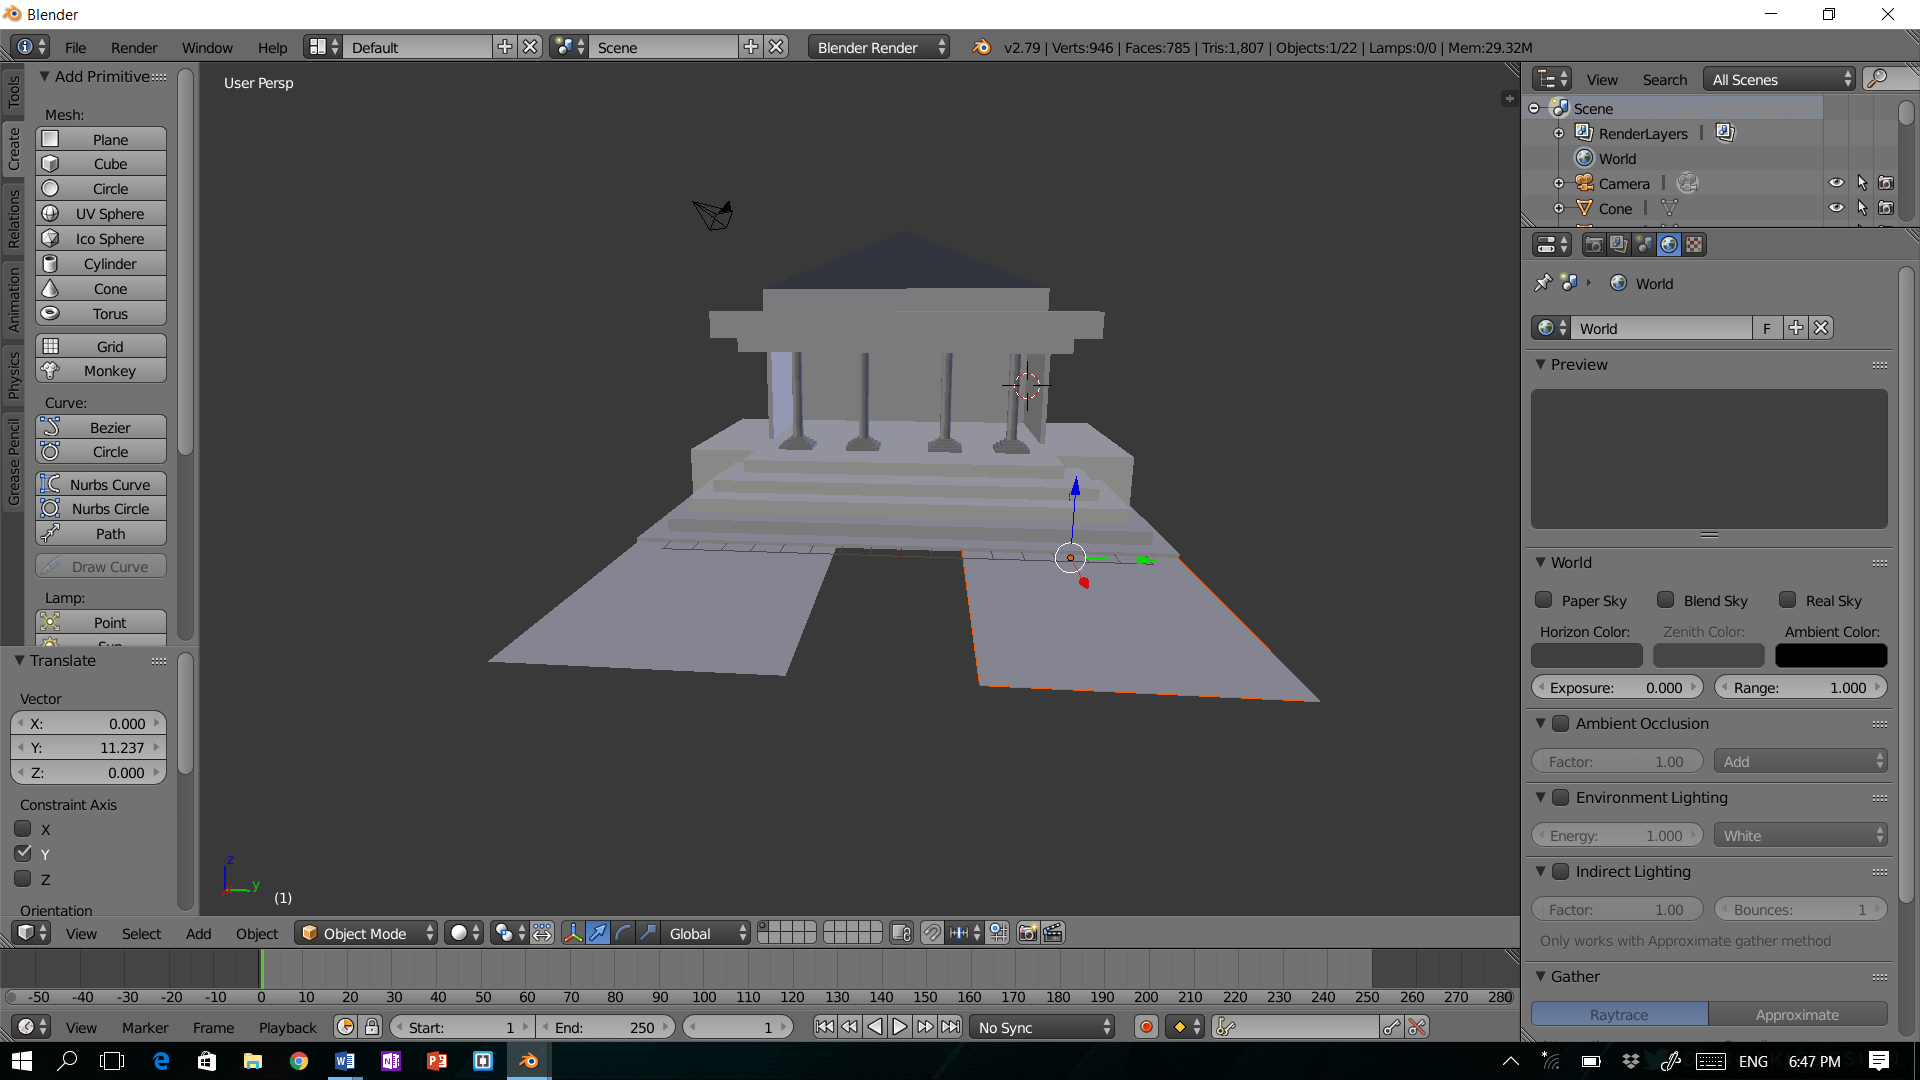 Blender
File Render Window Help Default Scene Blender Render v2.79 | Verts:946 | Faces:785 | Tris:1,807 | Objects:1/22 | Lamps:0/0 | Mem:29.32M
Tools
Create
Relations
Animation
Physics
Grease Pencil
Add Primitive
Mesh:
Plane
Cube
Circle
UV Sphere
Ico Sphere
Cylinder
Cone
Torus
Grid
Monkey
Curve:
Bezier
Circle
Nurbs Curve
Nurbs Circle
Path
Draw Curve
Lamp:
Point
Sun
Translate
Vector
X: 0.000
Y: 11.237
Z: 0.000
Constraint Axis
X
Y
Z
Orientation
User Persp
z
y
(1)
View Select Add Object Object Mode Global
-50 -40 -30 -20 -10 0 10 20 30 40 50 60 70 80 90 100 110 120 130 140 150 160 170 180 190 200 210 220 230 240 250 260 270 280
View Marker Frame Playback Start: 1 End: 250 1 No Sync
View Search All Scenes
Scene
RenderLayers
World
Camera
Cone
World
World F
Preview
World
Paper Sky Blend Sky Real Sky
Horizon Color: Zenith Color: Ambient Color:
Exposure: 0.000 Range: 1.000
Ambient Occlusion
Factor: 1.00 Add
Environment Lighting
Energy: 1.000 White
Indirect Lighting
Factor: 1.00 Bounces: 1
Only works with Approximate gather method
Gather
Raytrace Approximate
ENG 6:47 PM